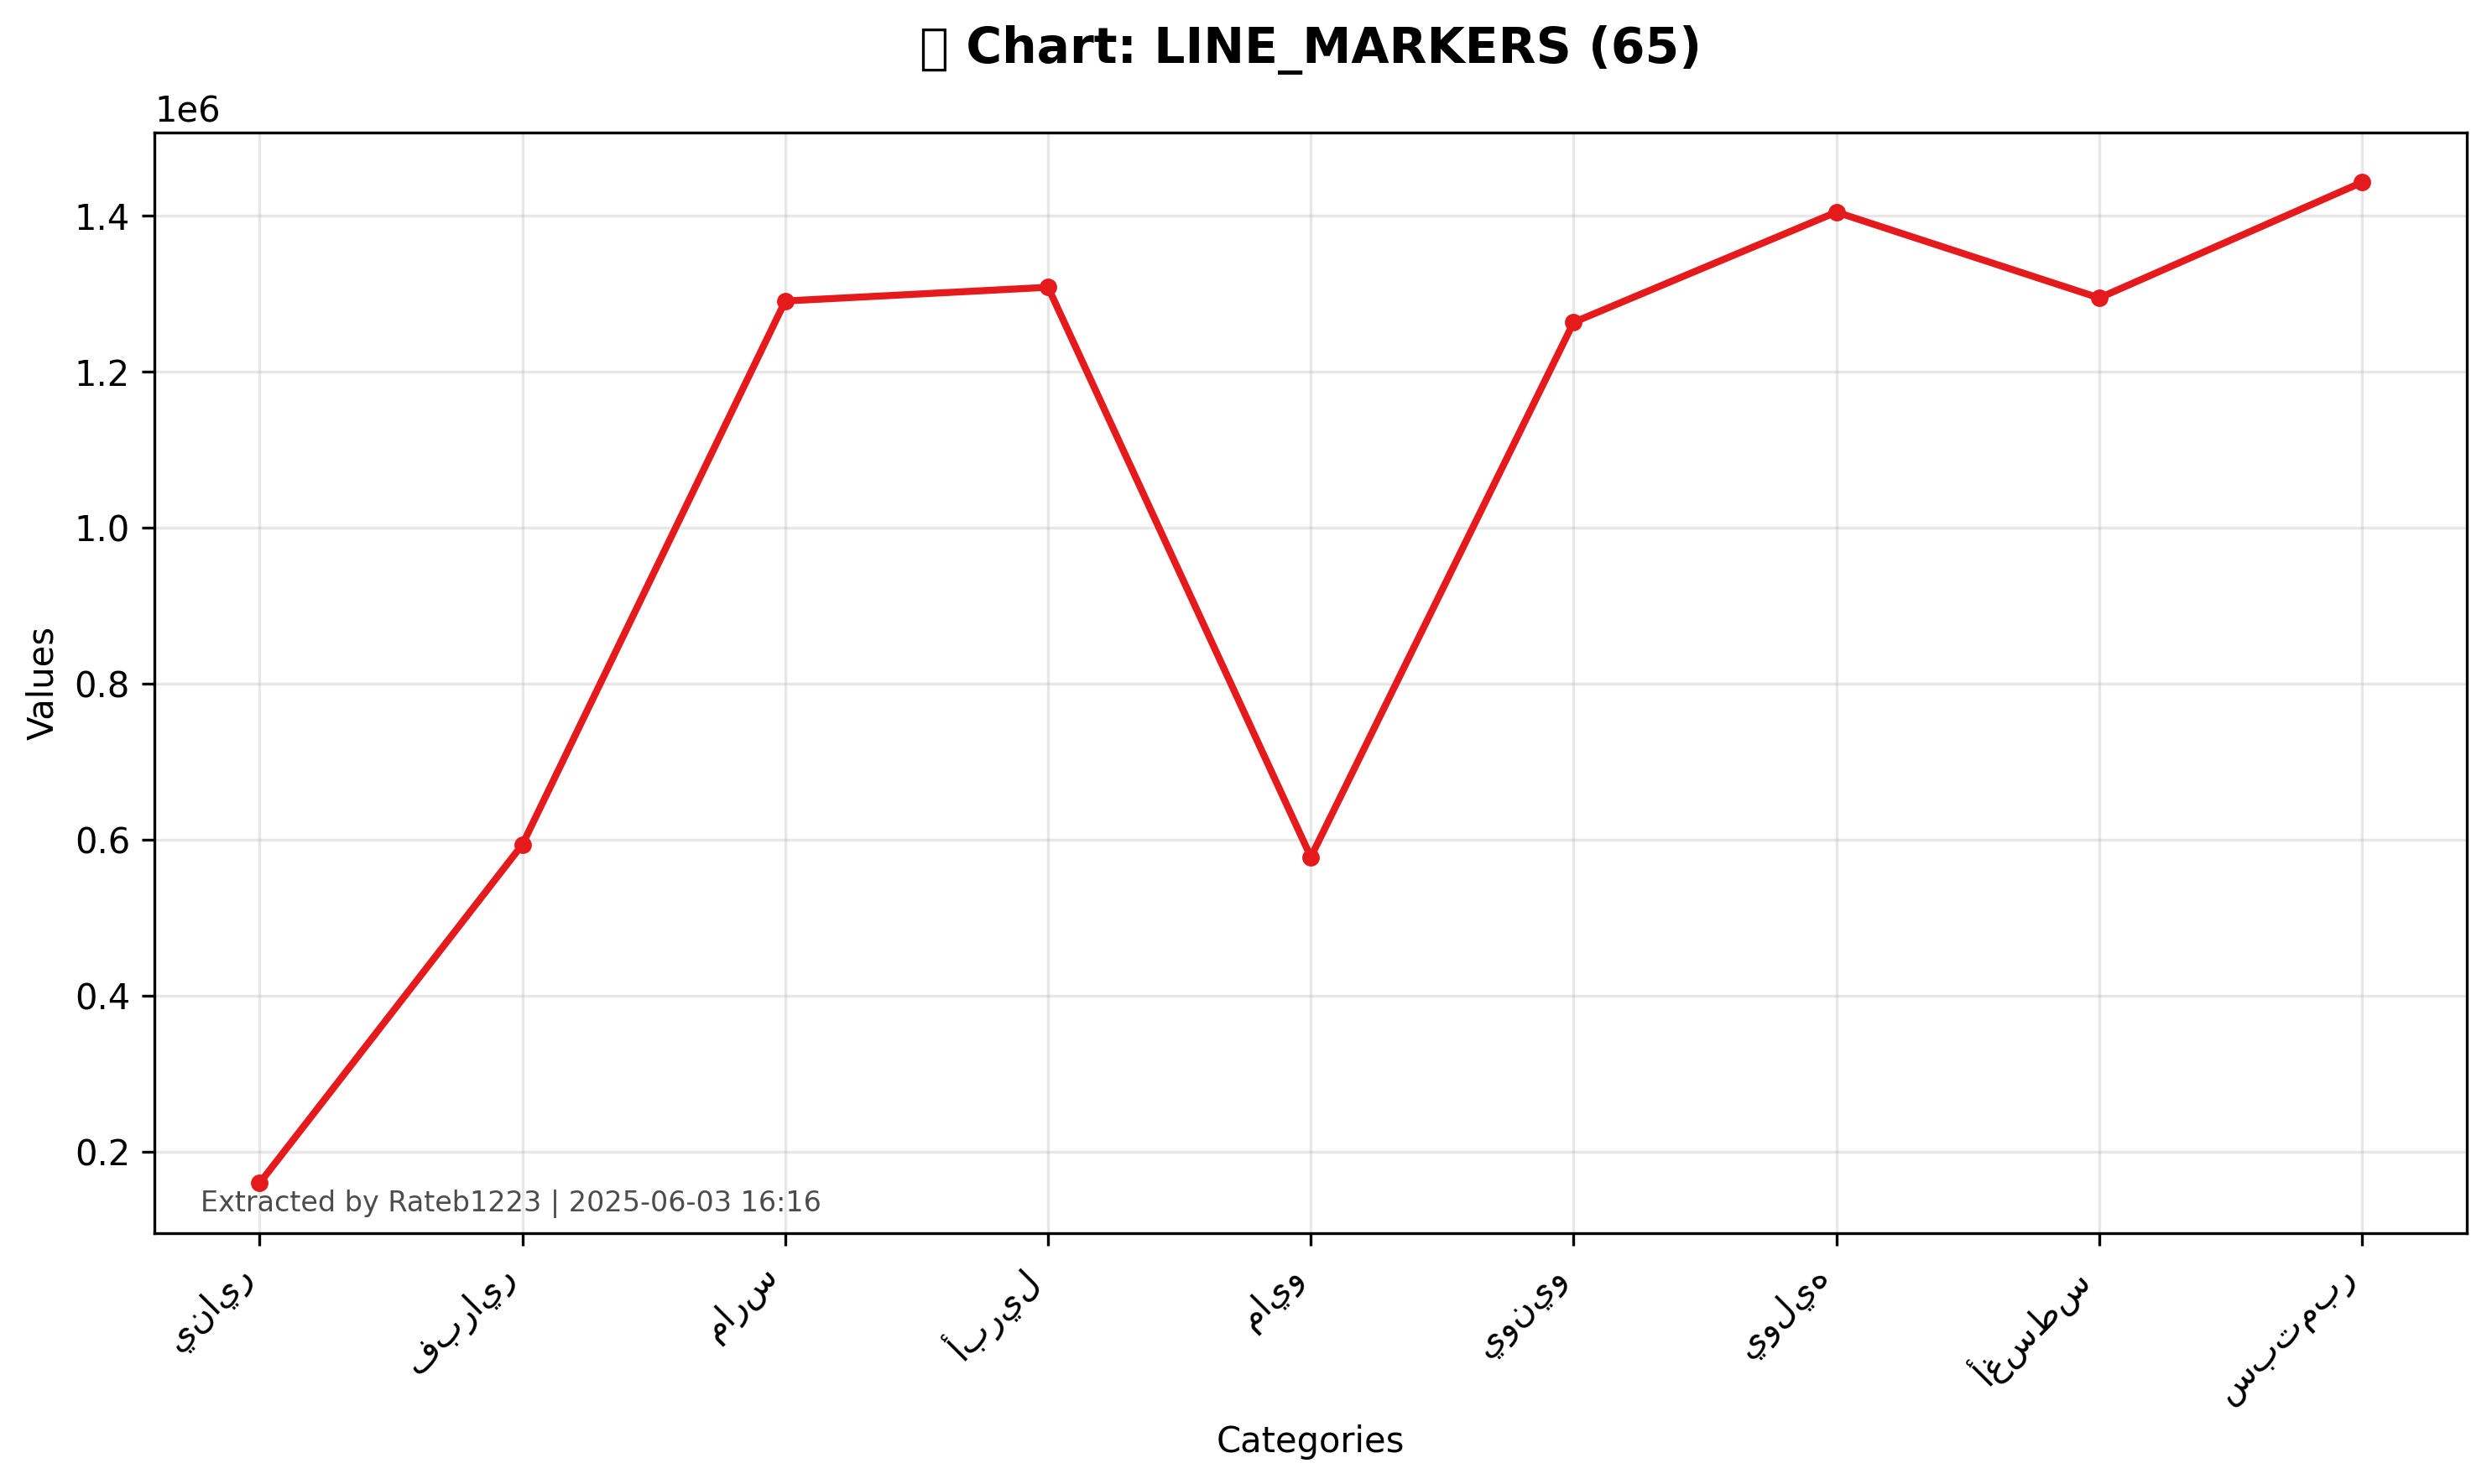 ▯ Chart: LINE_MARKERS (65)
1e6
1.4
1.2
1.0
0.8
0.6
0.4
0.2
Values
Extracted by Rateb1223 | 2025-06-03 16:16
يناير
فبراير
مارس
أبريل
مايو
يونيو
يوليه
أغسطس
سبتمبر
Categories